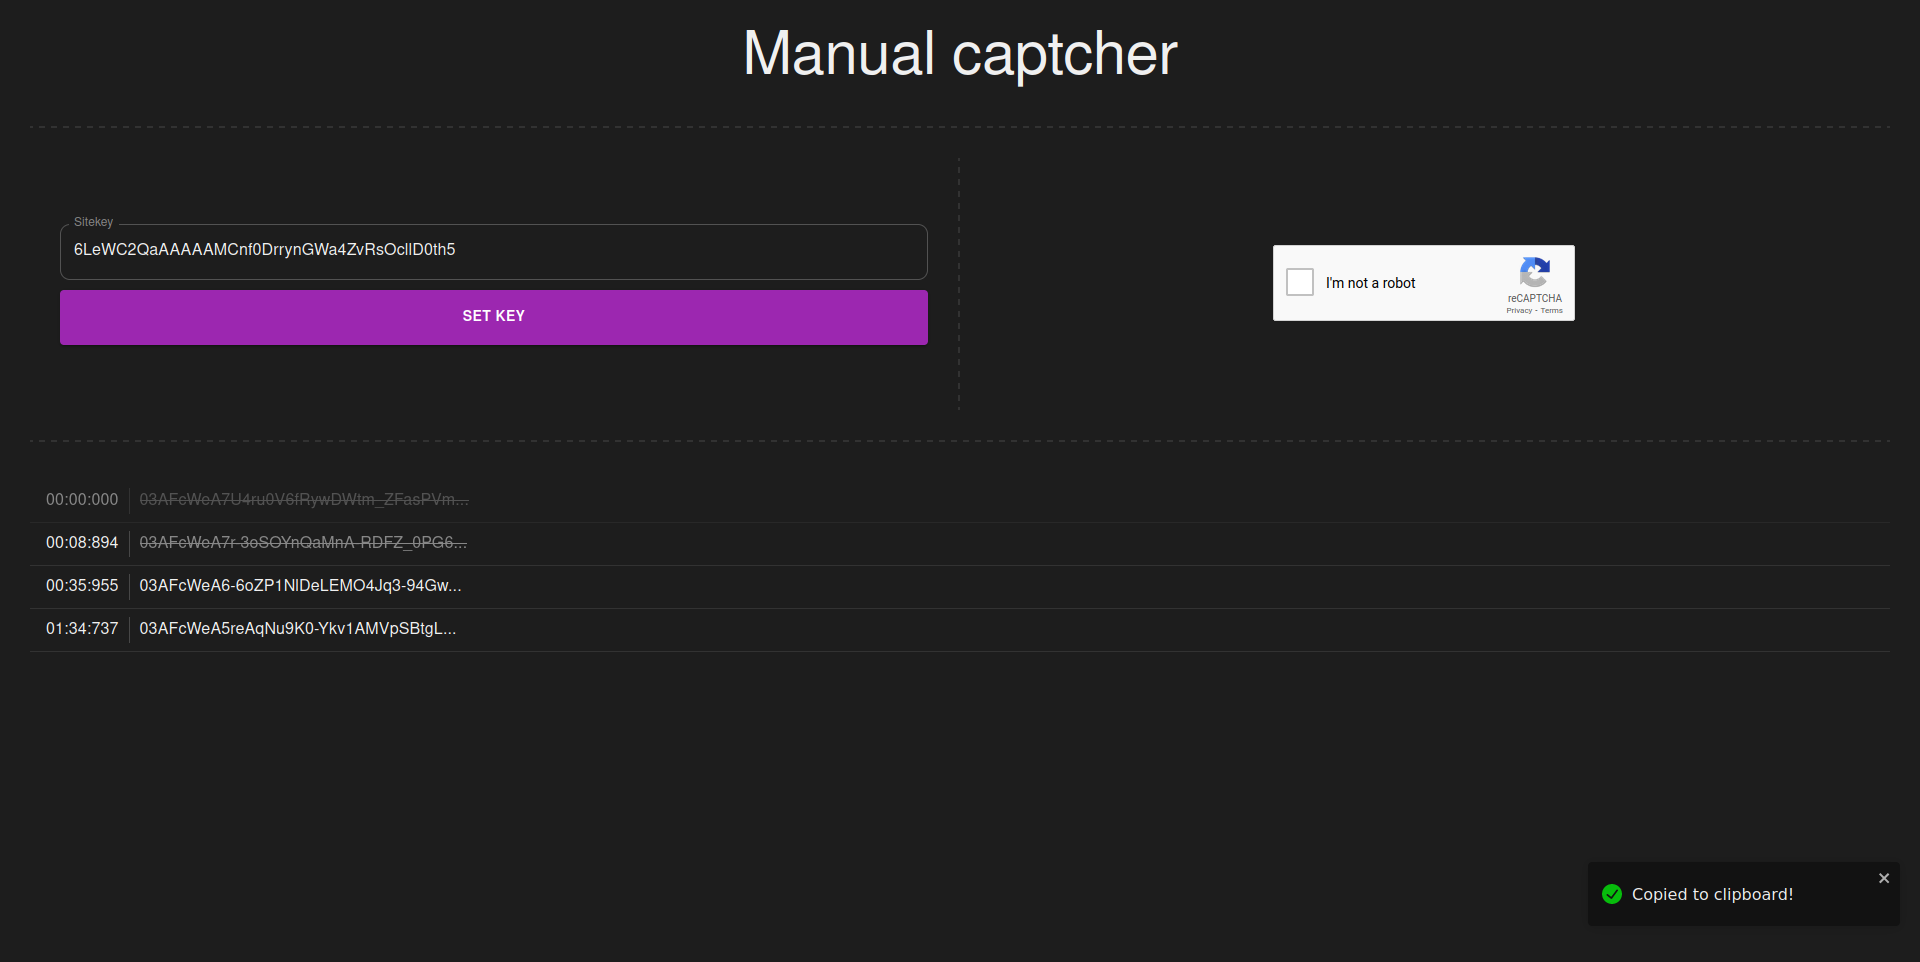 Manual captcher
Sitekey
6LeWC2QaAAAAAMCnf0DrrynGWa4ZvRsOcllD0th5
SET KEY
I'm not a robot
reCAPTCHA
Privacy - Terms
00:00:000 03AFcWeA7U4ru0V6fRywDWtm_ZFasPVm...
00:08:894 03AFcWeA7r-3oSOYnQaMnA-RDFZ_0PG6...
00:35:955 03AFcWeA6-6oZP1NlDeLEMO4Jq3-94Gw...
01:34:737 03AFcWeA5reAqNu9K0-Ykv1AMVpSBtgL...
Copied to clipboard!